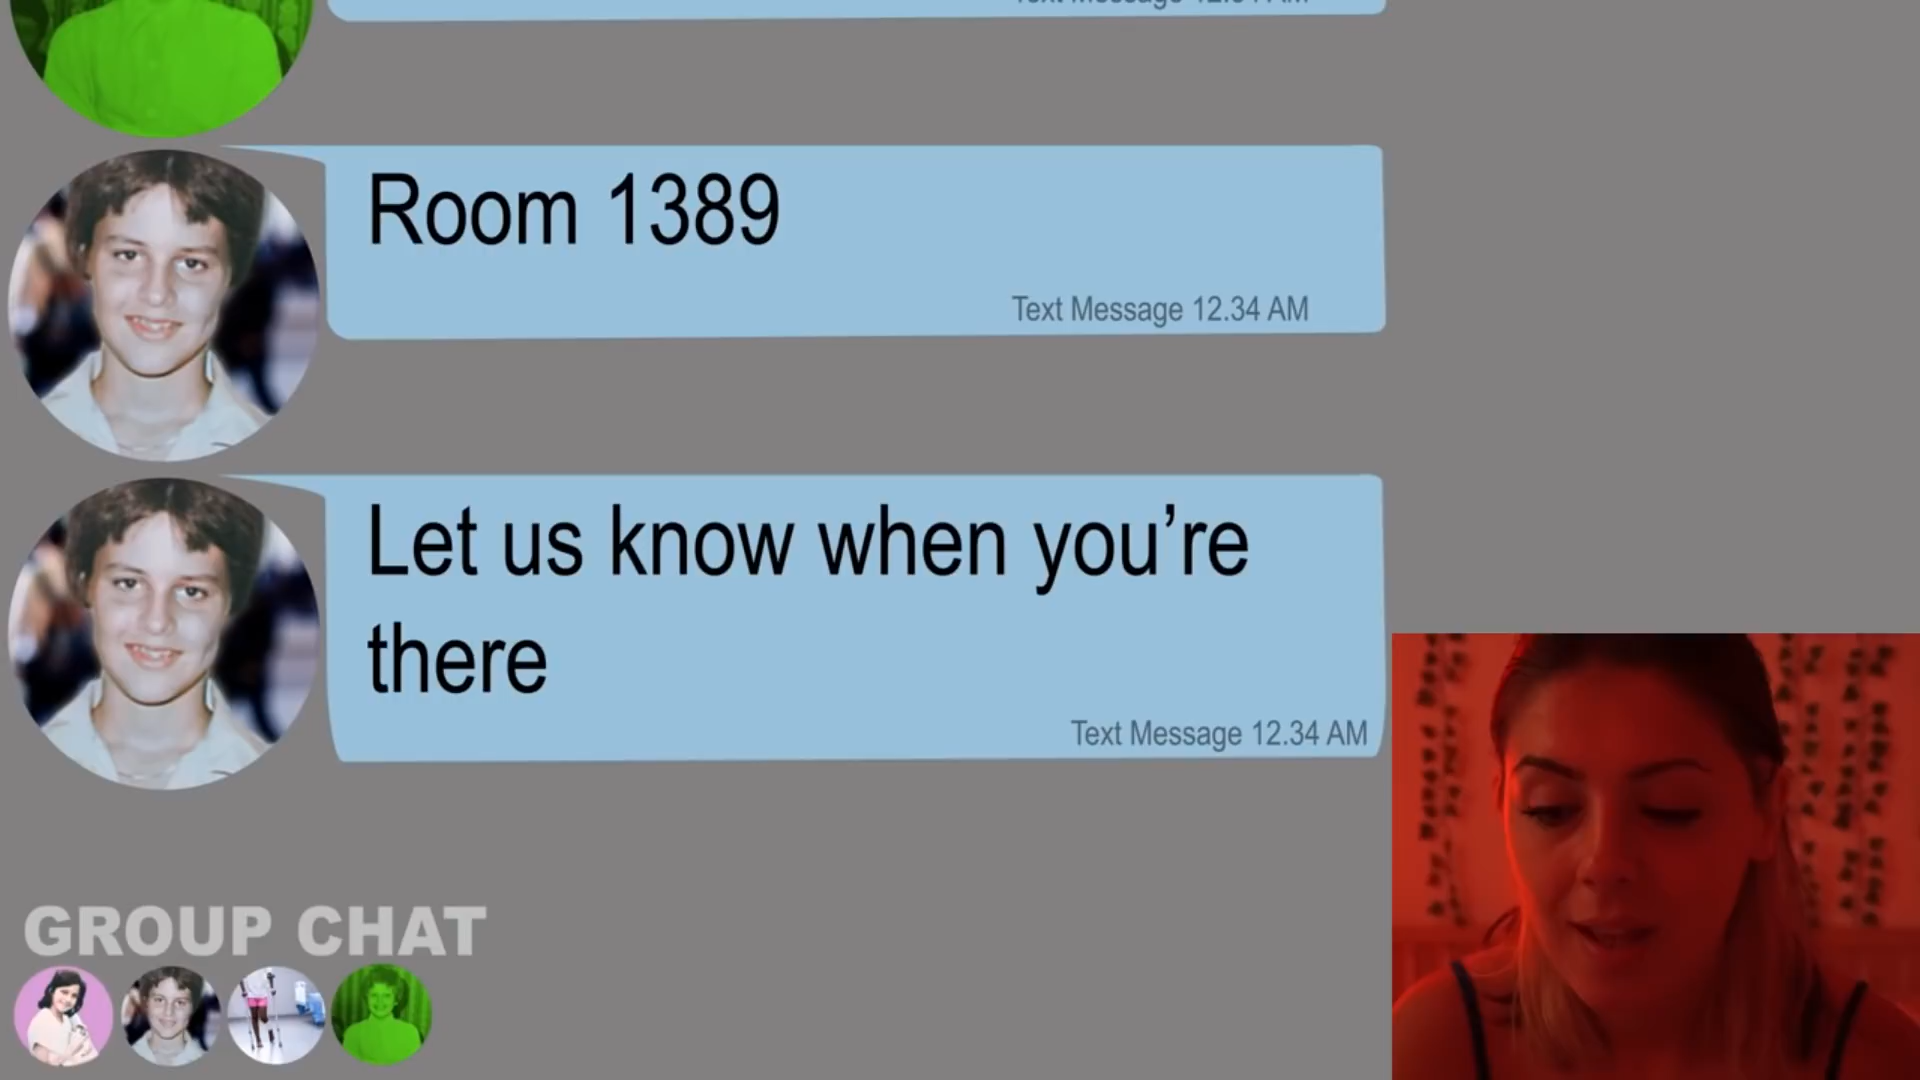 Room 1389
Text Message 12.34 AM
Let us know when you’re
there
Text Message 12.34 AM
GROUP CHAT